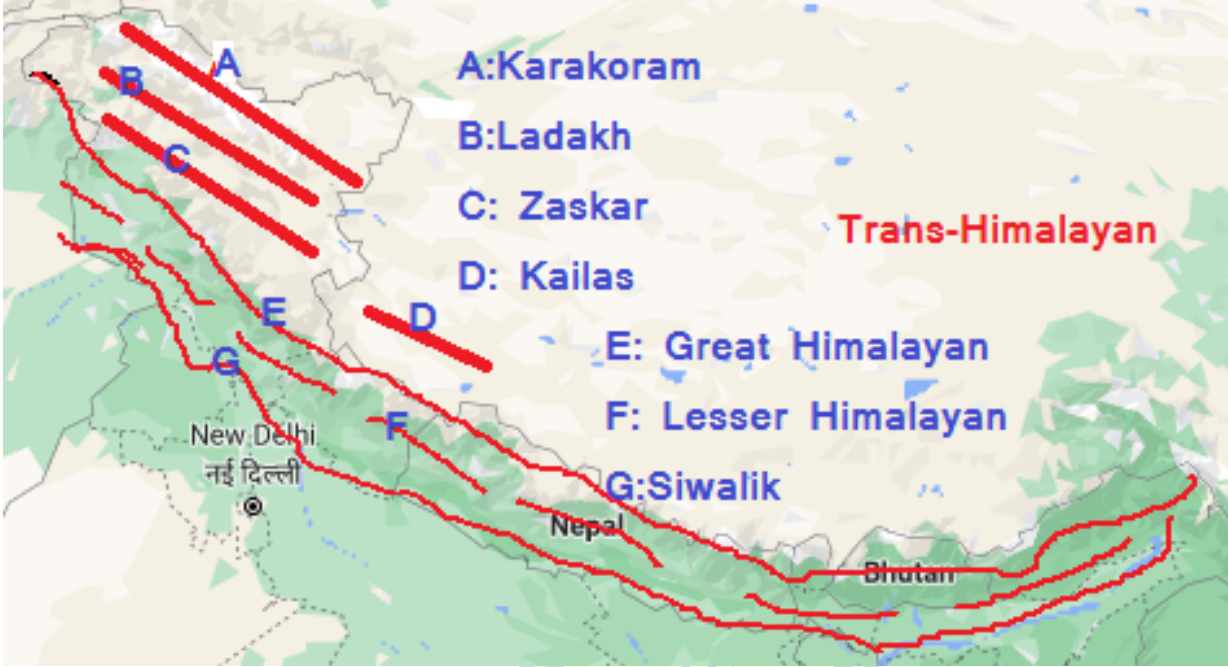 A
A:Karakoram
B
B:Ladakh
C
C: Zaskar
Trans-Himalayan
D: Kailas
E
D
E: Great Himalayan
G
F
F: Lesser Himalayan
New Delhi
नई दिल्ली
G:Siwalik
Nepal
Bhutan